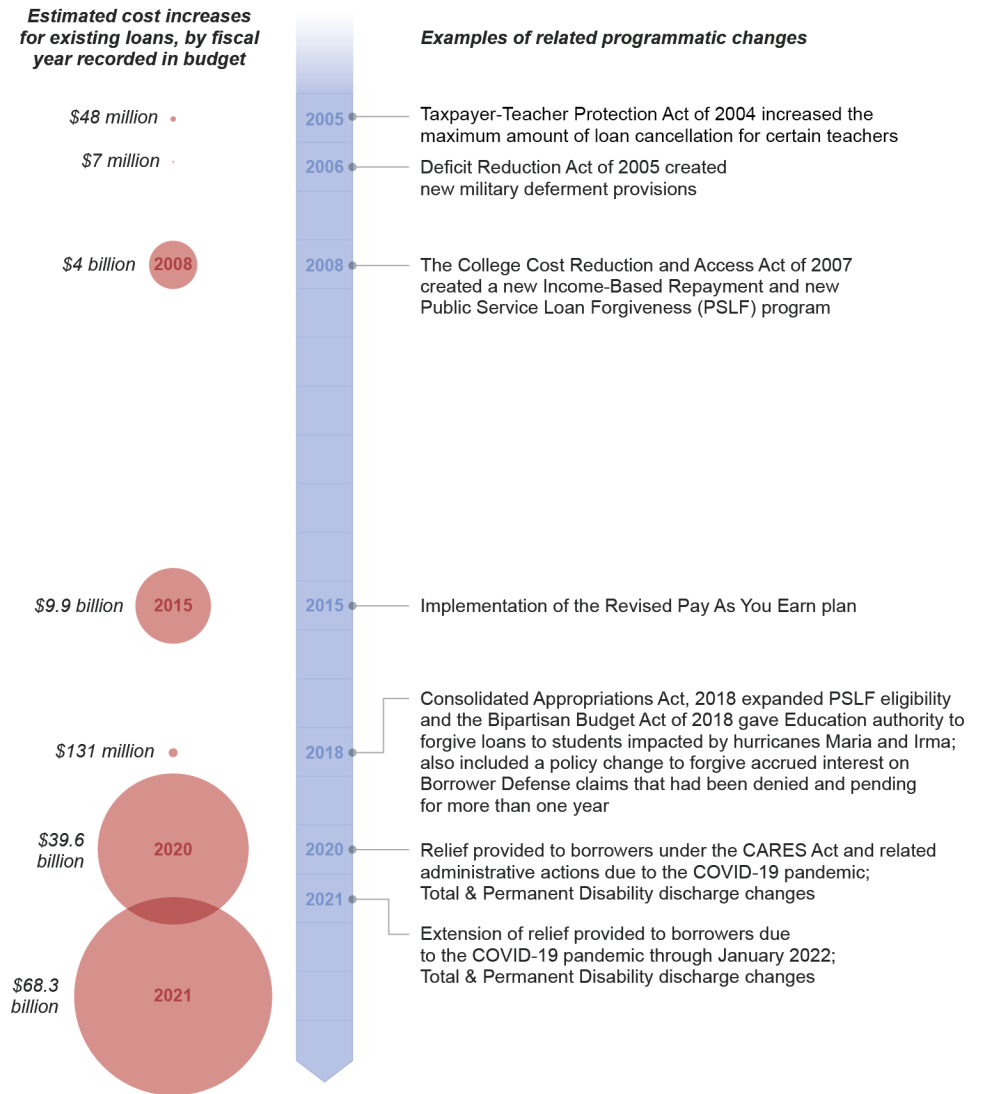 Estimated cost increases
for existing loans, by fiscal
year recorded in budget
Examples of related programmatic changes
$48 million
2005
Taxpayer-Teacher Protection Act of 2004 increased the
maximum amount of loan cancellation for certain teachers
$7 million
2006
Deficit Reduction Act of 2005 created
new military deferment provisions
$4 billion
2008
2008
The College Cost Reduction and Access Act of 2007
created a new Income-Based Repayment and new
Public Service Loan Forgiveness (PSLF) program
$9.9 billion
2015
2015
Implementation of the Revised Pay As You Earn plan
$131 million
2018
Consolidated Appropriations Act, 2018 expanded PSLF eligibility
and the Bipartisan Budget Act of 2018 gave Education authority to
forgive loans to students impacted by hurricanes Maria and Irma;
also included a policy change to forgive accrued interest on
Borrower Defense claims that had been denied and pending
for more than one year
$39.6
billion
2020
2020
Relief provided to borrowers under the CARES Act and related
administrative actions due to the COVID-19 pandemic;
Total & Permanent Disability discharge changes
2021
Extension of relief provided to borrowers due
to the COVID-19 pandemic through January 2022;
Total & Permanent Disability discharge changes
$68.3
billion
2021